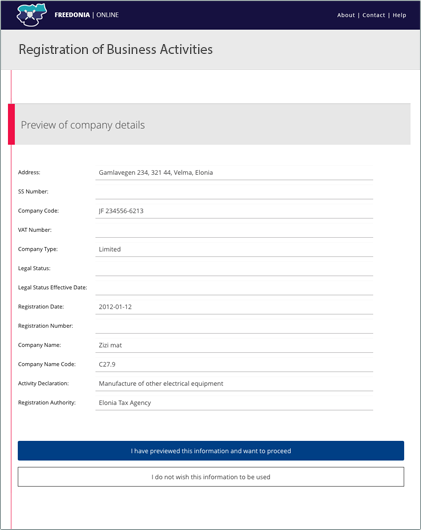 FREEDONIA | ONLINE
About | Contact | Help
Registration of Business Activities
Preview of company details
Address: Gamlavegen 234, 321 44, Velma, Elonia
SS Number:
Company Code: JF 234556-6213
VAT Number:
Company Type: Limited
Legal Status:
Legal Status Effective Date:
Registration Date: 2012-01-12
Registration Number:
Company Name: Zizi mat
Company Name Code: C27.9
Activity Declaration: Manufacture of other electrical equipment
Registration Authority: Elonia Tax Agency
I have previewed this information and want to proceed
I do not wish this information to be used